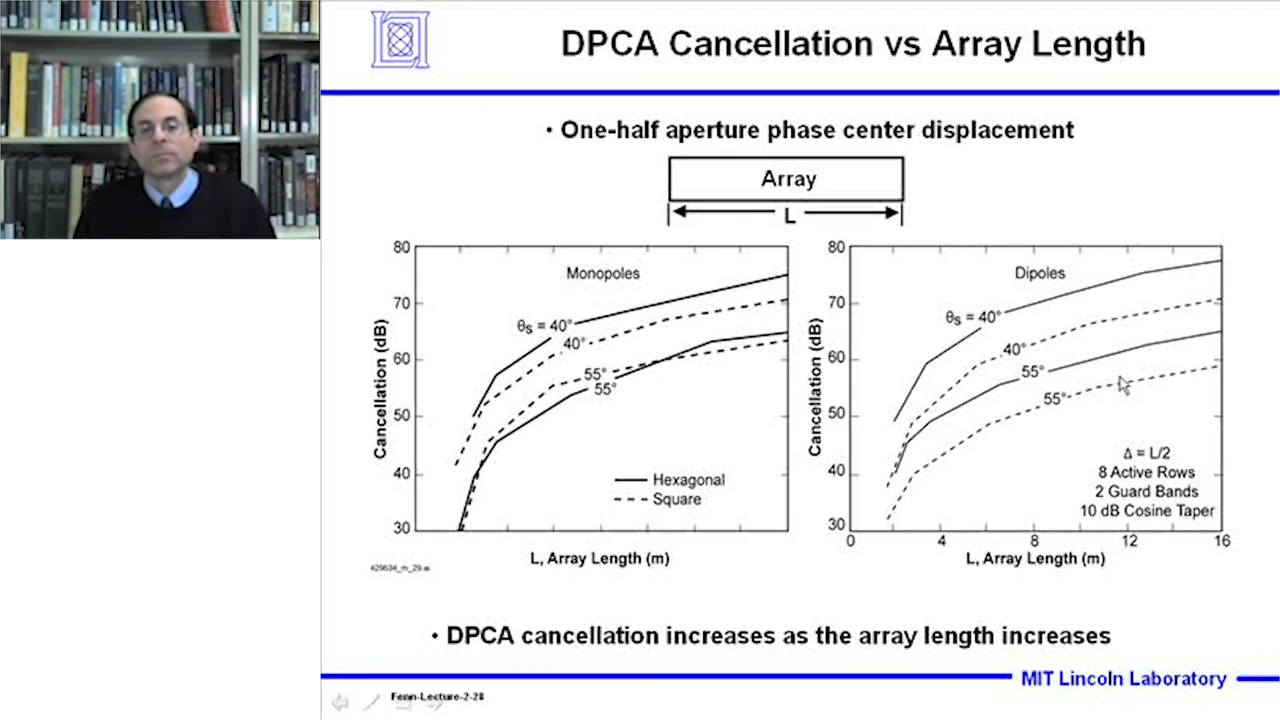 DPCA Cancellation vs Array Length
• One-half aperture phase center displacement
Array
L
80
70
60
50
40
30
Cancellation (dB)
Monopoles
θs = 40°
40°
55°
55°
Hexagonal
Square
L, Array Length (m)
429634_m_29.ai
80
70
60
50
40
30
Cancellation (dB)
Dipoles
θs = 40°
40°
55°
55°
Δ = L/2
8 Active Rows
2 Guard Bands
10 dB Cosine Taper
0 4 8 12 16
L, Array Length (m)
• DPCA cancellation increases as the array length increases
MIT Lincoln Laboratory
Fenn-Lecture-2-28